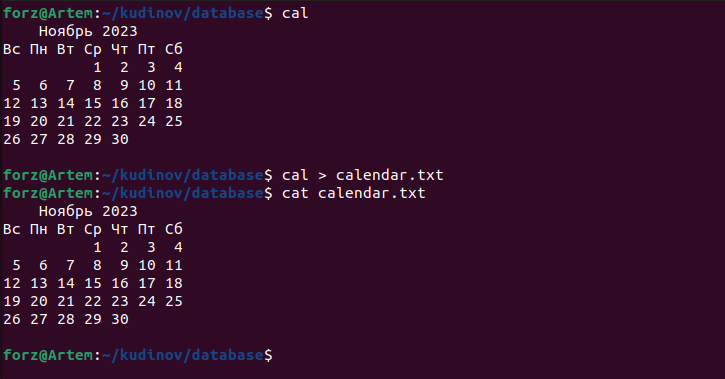 forz@Artem:~/kudinov/database$ cal
    Ноябрь 2023
Вс Пн Вт Ср Чт Пт Сб
          1  2  3  4
 5  6  7  8  9 10 11
12 13 14 15 16 17 18
19 20 21 22 23 24 25
26 27 28 29 30

forz@Artem:~/kudinov/database$ cal > calendar.txt
forz@Artem:~/kudinov/database$ cat calendar.txt
    Ноябрь 2023
Вс Пн Вт Ср Чт Пт Сб
          1  2  3  4
 5  6  7  8  9 10 11
12 13 14 15 16 17 18
19 20 21 22 23 24 25
26 27 28 29 30

forz@Artem:~/kudinov/database$